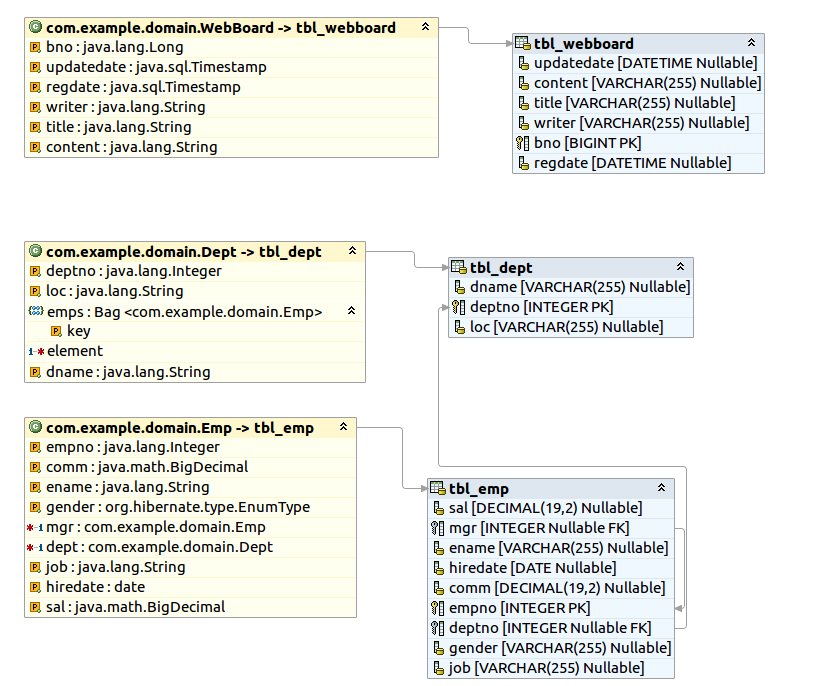 com.example.domain.WebBoard -> tbl_webboard
bno : java.lang.Long
updatedate : java.sql.Timestamp
regdate : java.sql.Timestamp
writer : java.lang.String
title : java.lang.String
content : java.lang.String
tbl_webboard
updatedate [DATETIME Nullable]
content [VARCHAR(255) Nullable]
title [VARCHAR(255) Nullable]
writer [VARCHAR(255) Nullable]
bno [BIGINT PK]
regdate [DATETIME Nullable]
com.example.domain.Dept -> tbl_dept
deptno : java.lang.Integer
loc : java.lang.String
emps : Bag <com.example.domain.Emp>
key
element
dname : java.lang.String
tbl_dept
dname [VARCHAR(255) Nullable]
deptno [INTEGER PK]
loc [VARCHAR(255) Nullable]
com.example.domain.Emp -> tbl_emp
empno : java.lang.Integer
comm : java.math.BigDecimal
ename : java.lang.String
gender : org.hibernate.type.EnumType
mgr : com.example.domain.Emp
dept : com.example.domain.Dept
job : java.lang.String
hiredate : date
sal : java.math.BigDecimal
tbl_emp
sal [DECIMAL(19,2) Nullable]
mgr [INTEGER Nullable FK]
ename [VARCHAR(255) Nullable]
hiredate [DATE Nullable]
comm [DECIMAL(19,2) Nullable]
empno [INTEGER PK]
deptno [INTEGER Nullable FK]
gender [VARCHAR(255) Nullable]
job [VARCHAR(255) Nullable]